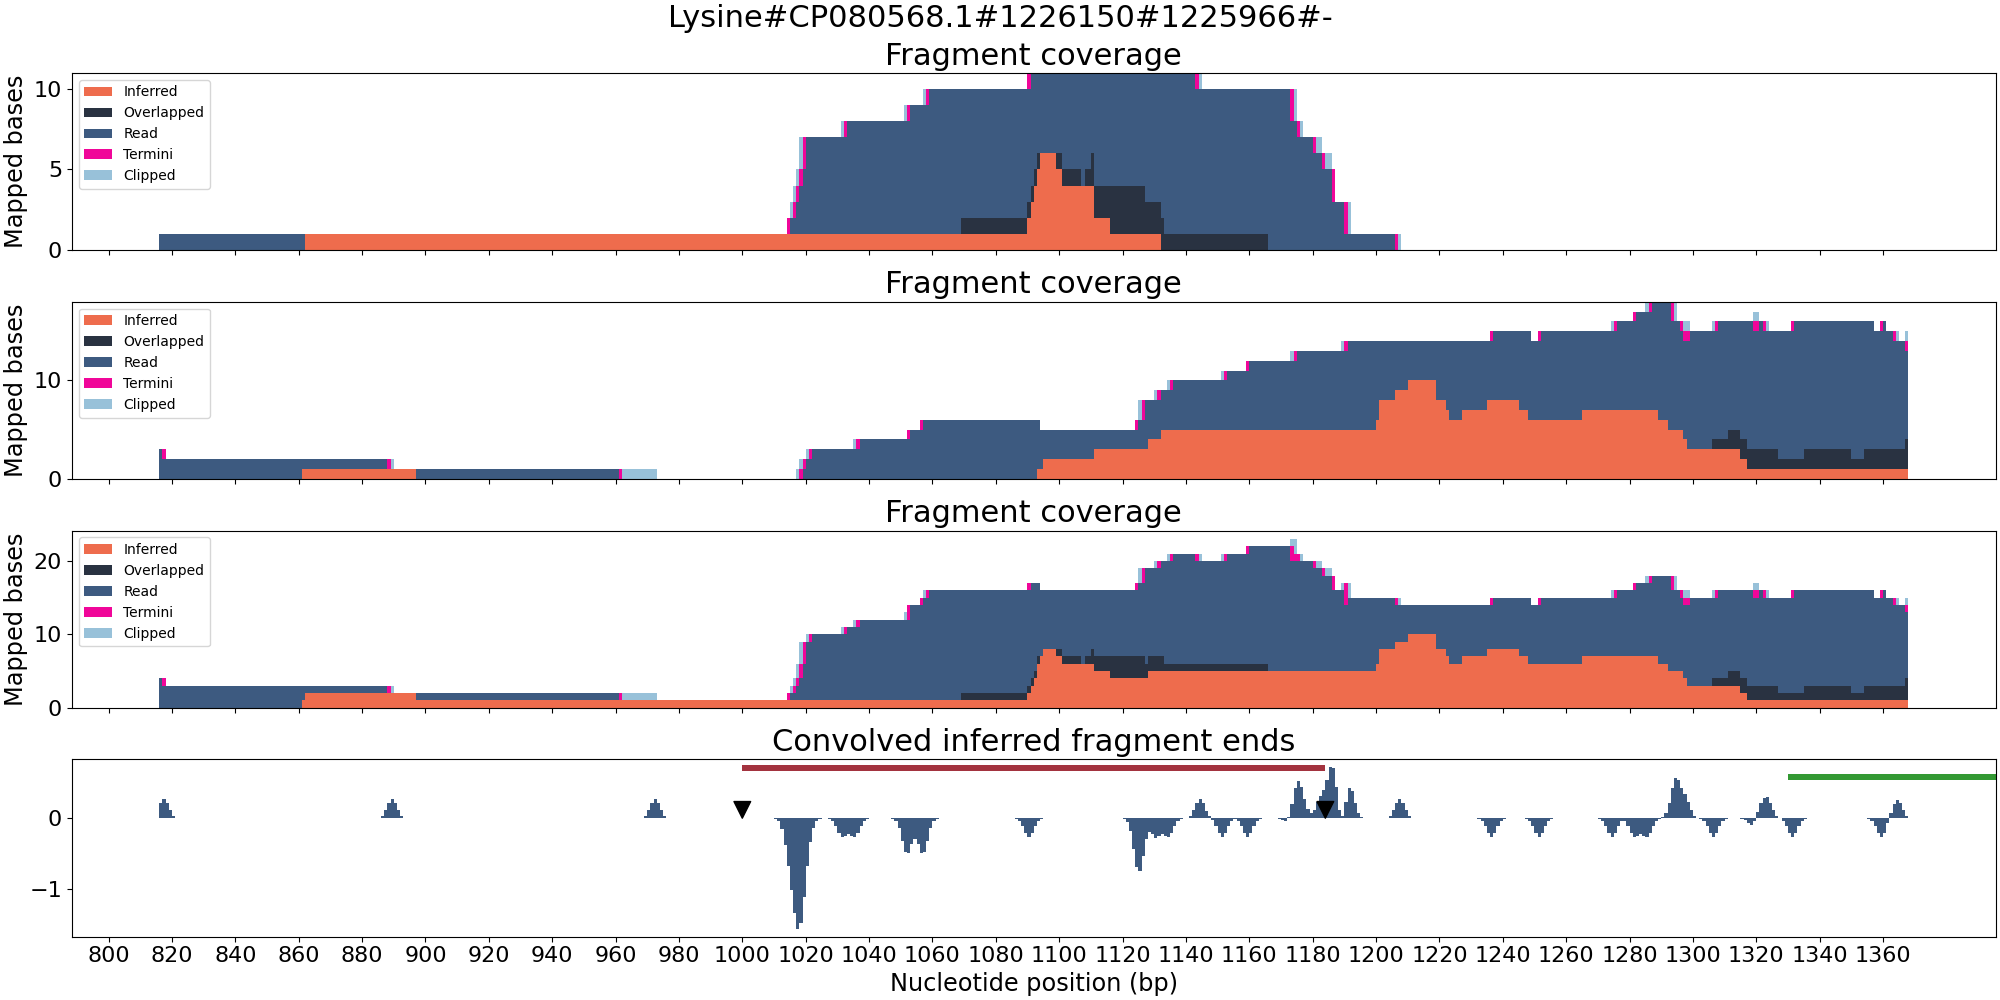 Lysine#CP080568.1#1226150#1225966#-
Fragment coverage
Mapped bases
10
5
0
Inferred
Overlapped
Read
Termini
Clipped
Fragment coverage
Mapped bases
10
0
Inferred
Overlapped
Read
Termini
Clipped
Fragment coverage
Mapped bases
20
10
0
Inferred
Overlapped
Read
Termini
Clipped
Convolved inferred fragment ends
0
−1
800 820 840 860 880 900 920 940 960 980 1000 1020 1040 1060 1080 1100 1120 1140 1160 1180 1200 1220 1240 1260 1280 1300 1320 1340 1360
Nucleotide position (bp)